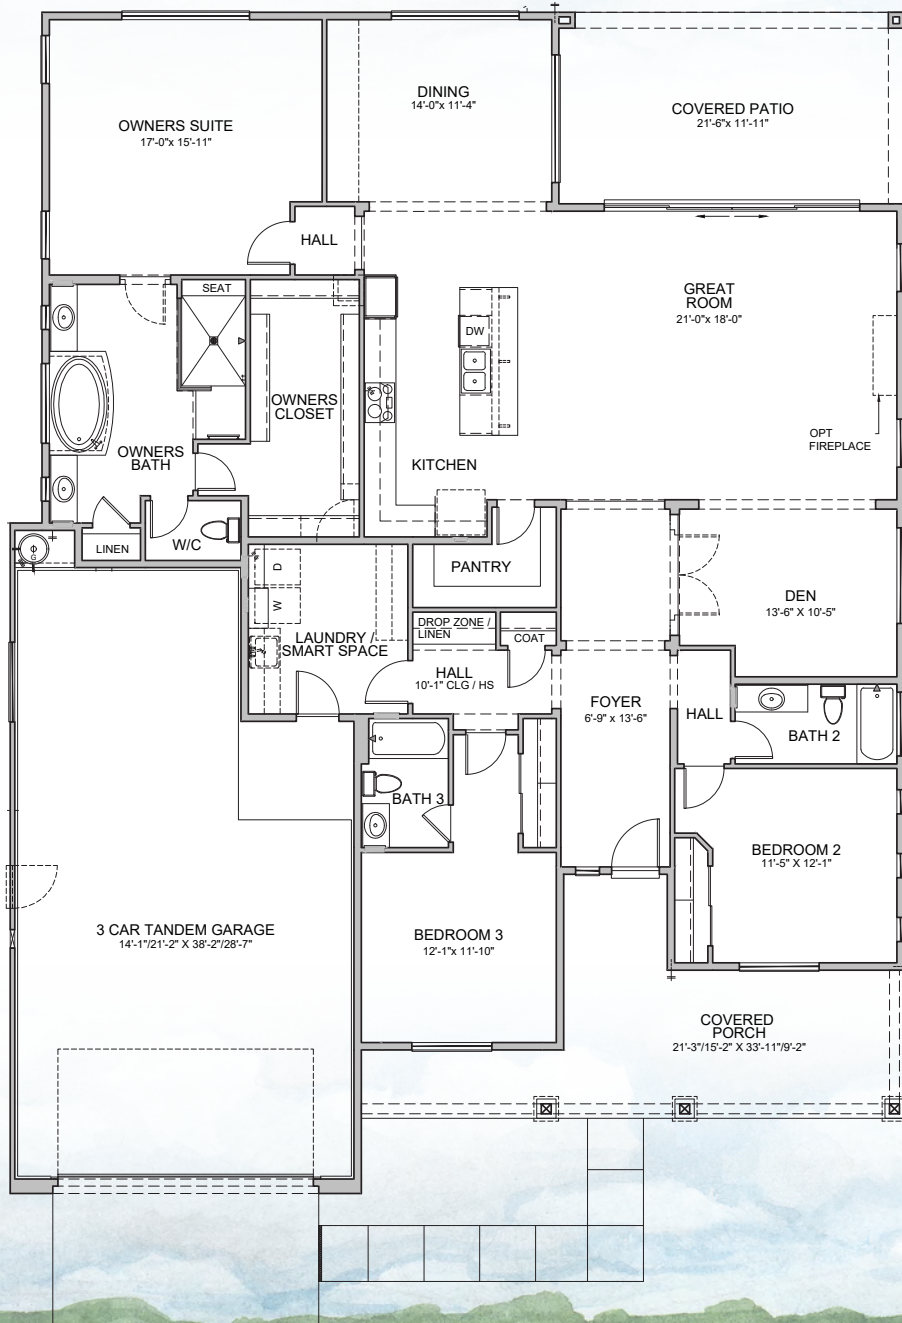 OWNERS SUITE
17'-0"x 15'-11"
DINING
14'-0"x 11'-4"
COVERED PATIO
21'-6"x 11'-11"
HALL
SEAT
GREAT
ROOM
21'-0"x 18'-0"
DW
OWNERS
CLOSET
OWNERS
BATH
KITCHEN
OPT
FIREPLACE
LINEN
W/C
G
D
W
PANTRY
DEN
13'-6" X 10'-5"
LAUNDRY /
SMART SPACE
DROP ZONE /
LINEN
COAT
HALL
10'-1" CLG / HS
FOYER
6'-9" x 13'-6"
HALL
BATH 2
BATH 3
BEDROOM 2
11'-5" X 12'-1"
3 CAR TANDEM GARAGE
14'-1"/21'-2" X 38'-2"/28'-7"
BEDROOM 3
12'-1"x 11'-10"
COVERED
PORCH
21'-3"/15'-2" X 33'-11"/9'-2"